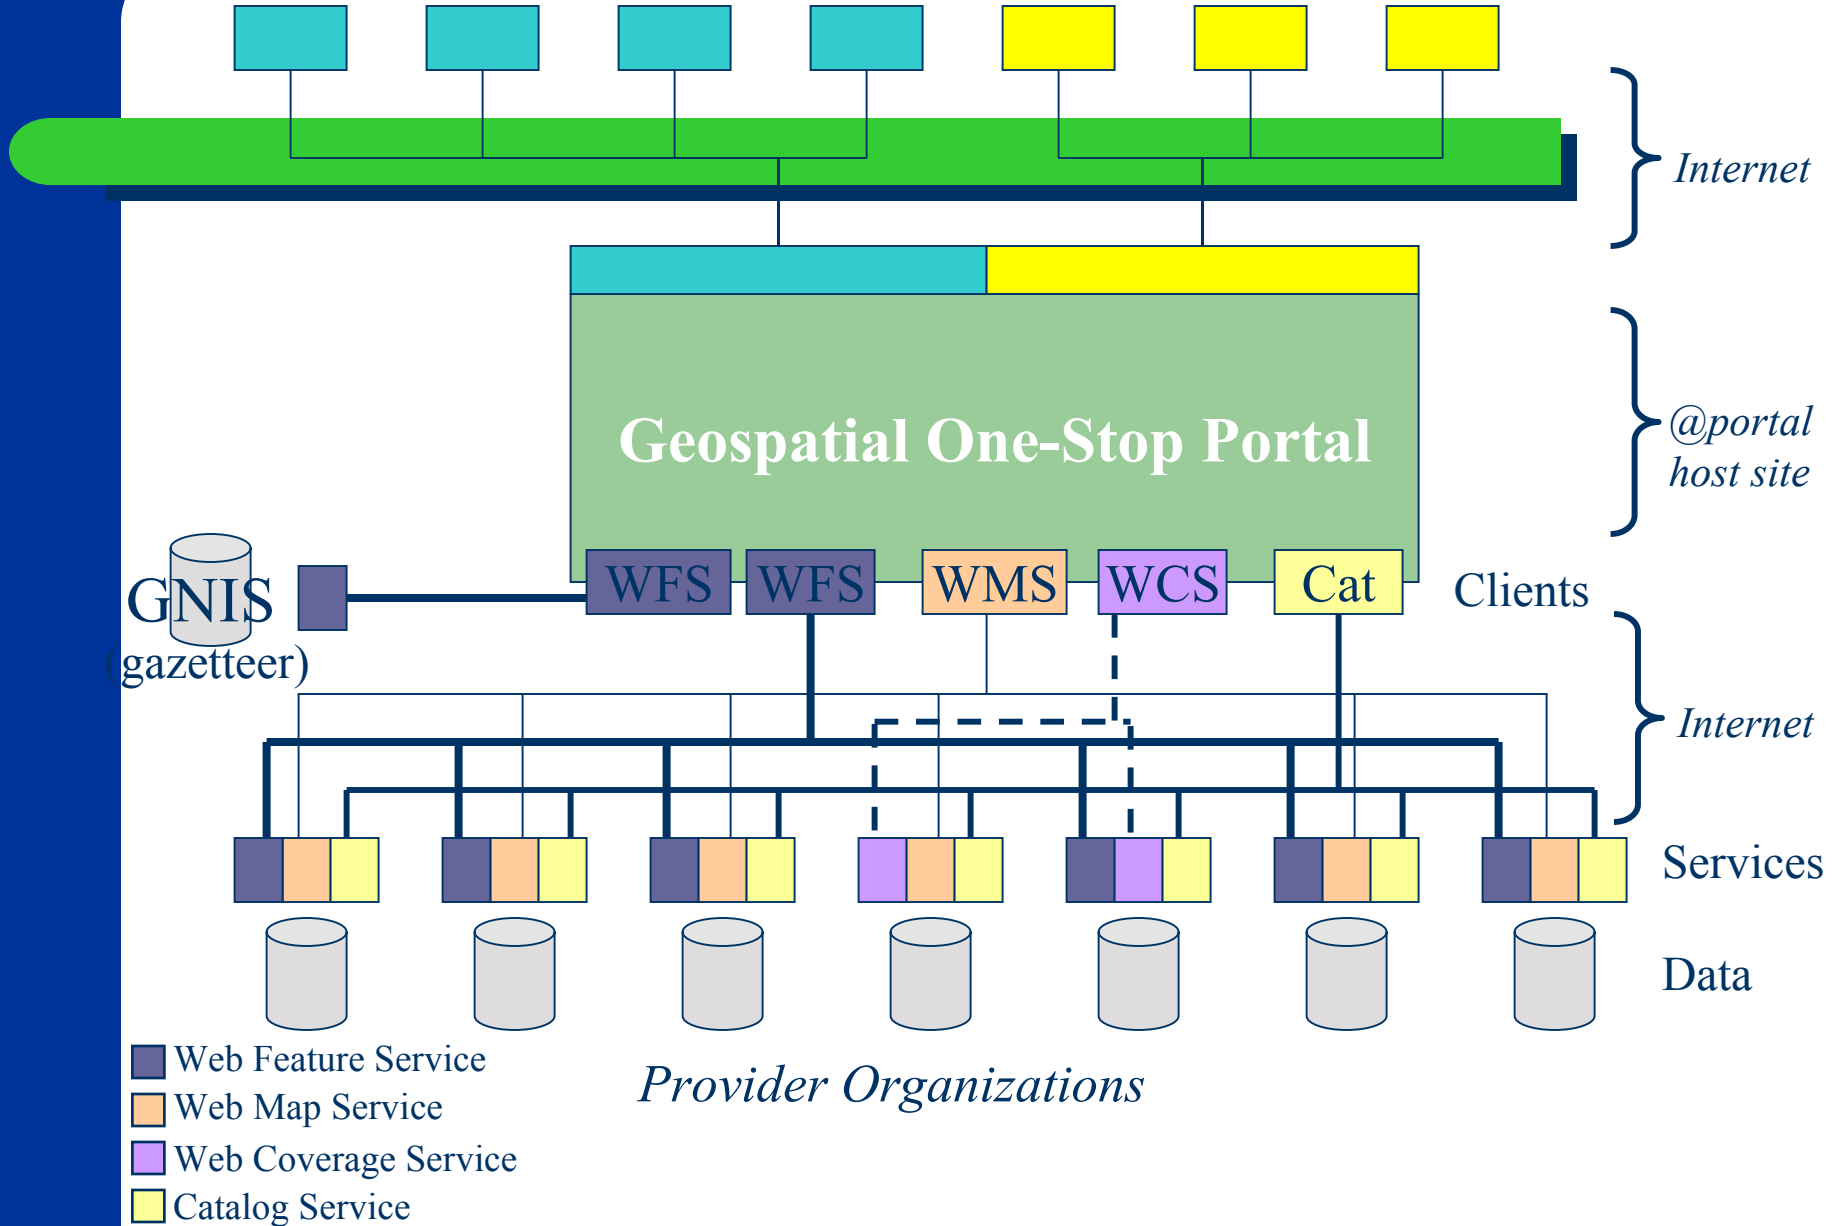 Internet
Geospatial One-Stop Portal
@portal
host site
GNIS
(gazetteer)
WFS
WFS
WMS
WCS
Cat
Clients
Internet
Services
Data
Provider Organizations
Web Feature Service
Web Map Service
Web Coverage Service
Catalog Service